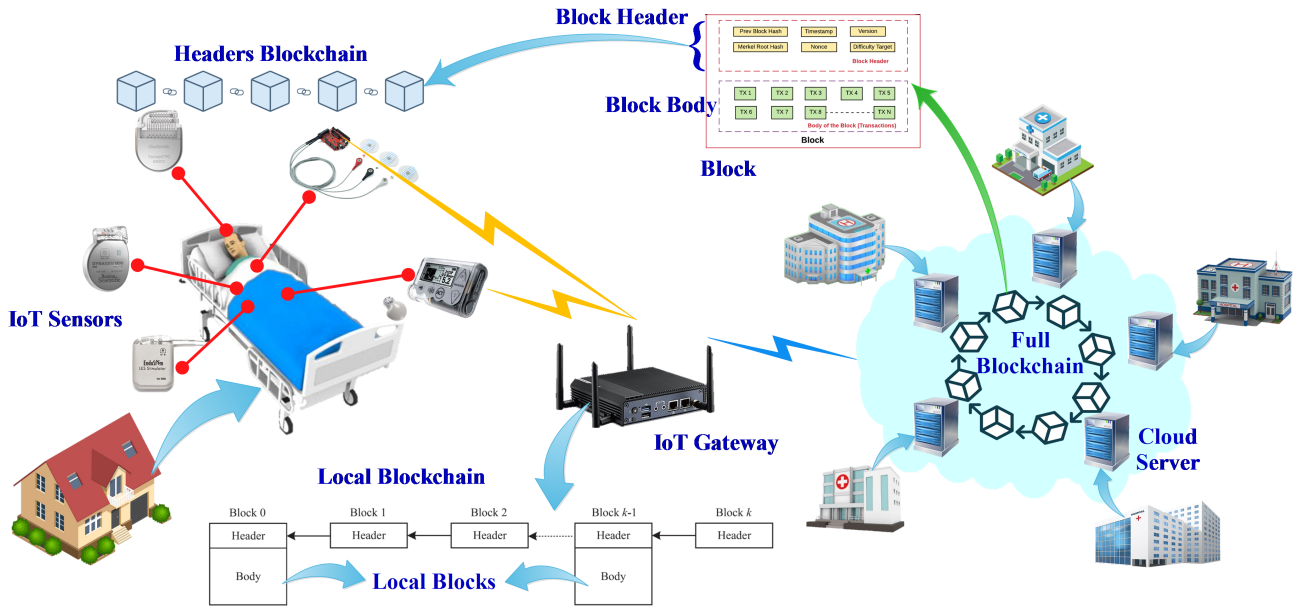 Block Header
Headers Blockchain
Prev Block Hash
Timestamp
Version
Merkel Root Hash
Nonce
Difficulty Target
Block Header
Block Body
TX 1
TX 2
TX 3
TX 4
TX 5
TX 6
TX 7
TX 8
TX N
Body of the Block (Transactions)
Block
Block
IoT Sensors
Full
Blockchain
IoT Gateway
Cloud
Server
Local Blockchain
Block 0
Block 1
Block 2
Block k-1
Block k
Header
Header
Header
Header
Header
Body
Local Blocks
Body